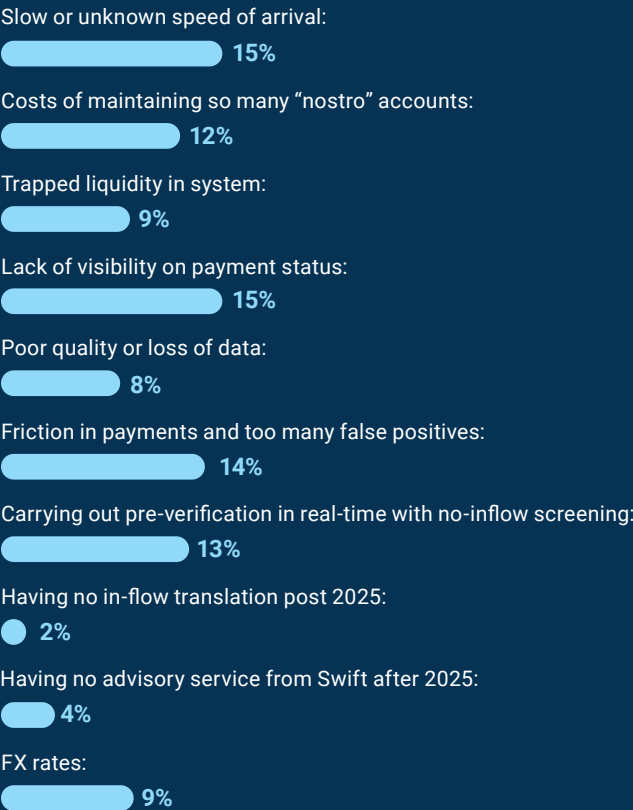 Slow or unknown speed of arrival:
15%
Costs of maintaining so many “nostro” accounts:
12%
Trapped liquidity in system:
9%
Lack of visibility on payment status:
15%
Poor quality or loss of data:
8%
Friction in payments and too many false positives:
14%
Carrying out pre-verification in real-time with no-inflow screening:
13%
Having no in-flow translation post 2025:
2%
Having no advisory service from Swift after 2025:
4%
FX rates:
9%